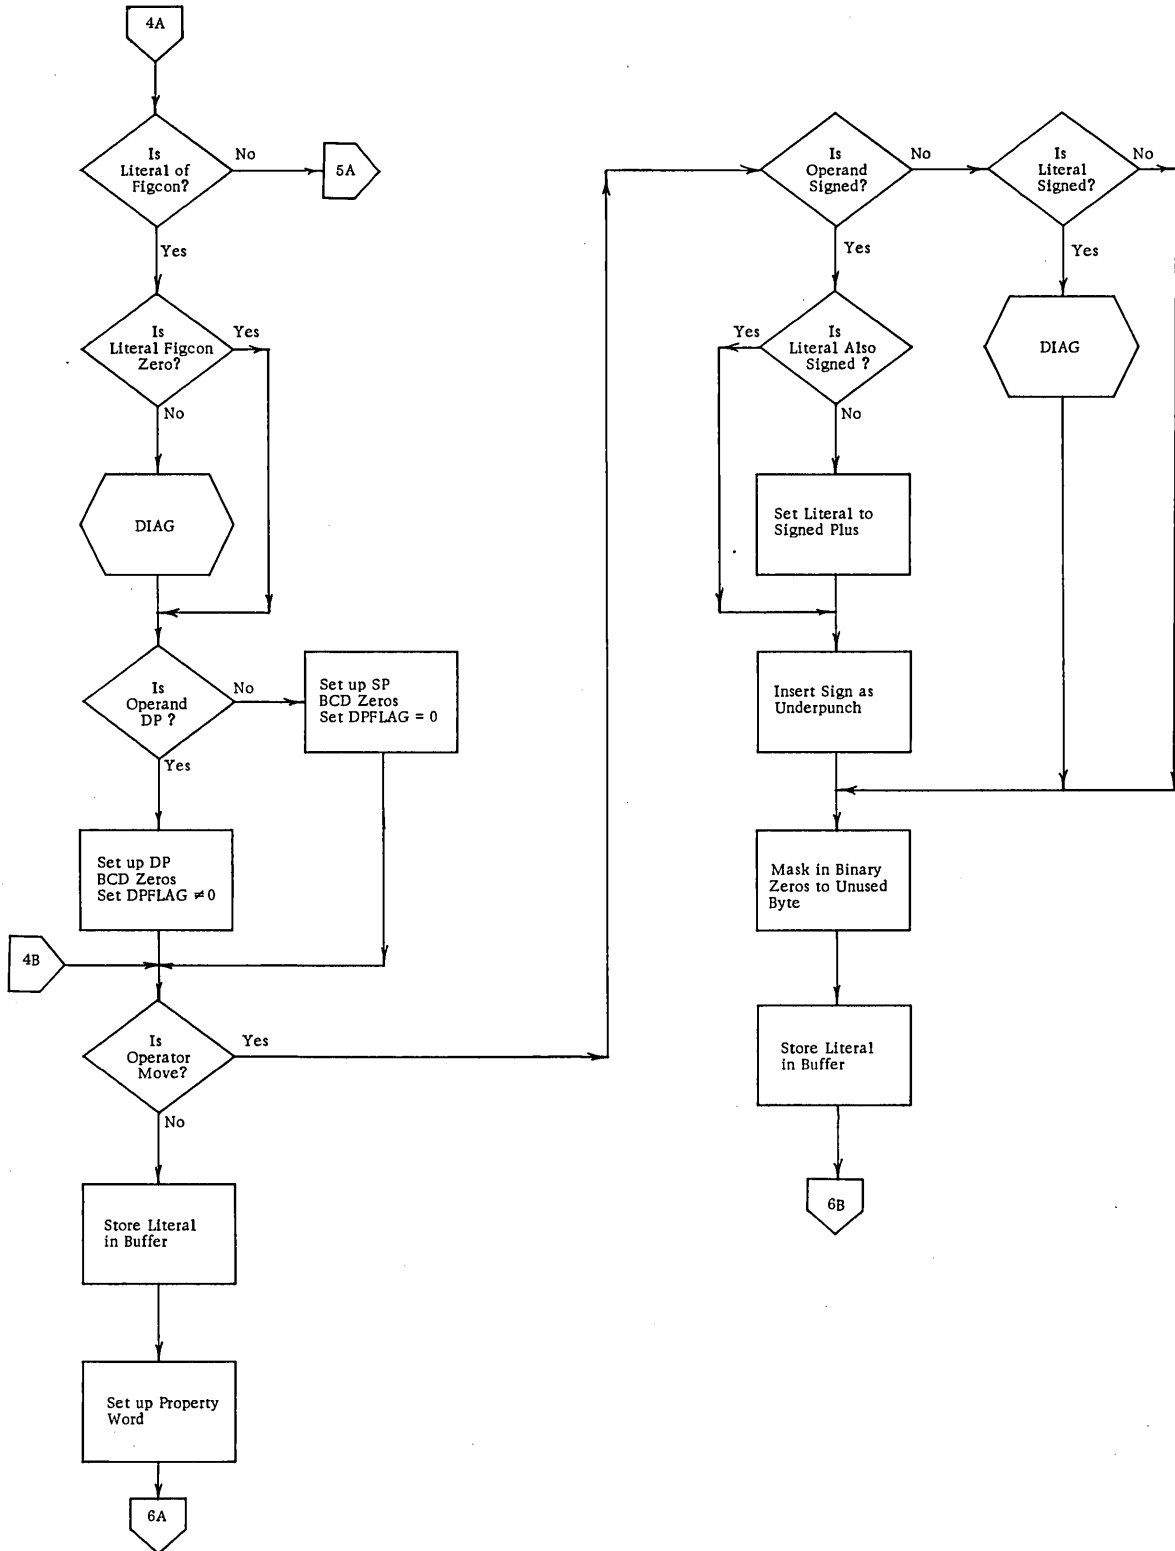 4A
Is
Literal of
Figcon?
No
5A
Yes
Is
Literal Figcon
Zero?
Yes
No
DIAG
Is
Operand
DP ?
No
Set up SP
BCD Zeros
Set DPFLAG = 0
Yes
Set up DP
BCD Zeros
Set DPFLAG ≠ 0
4B
Is
Operator
Move?
Yes
No
Store Literal
in Buffer
Set up Property
Word
6A
Is
Operand
Signed?
No
Is
Literal
Signed?
No
Yes
Yes
DIAG
Is
Literal Also
Signed ?
Yes
No
Set Literal to
Signed Plus
Insert Sign as
Underpunch
Mask in Binary
Zeros to Unused
Byte
Store Literal
in Buffer
6B